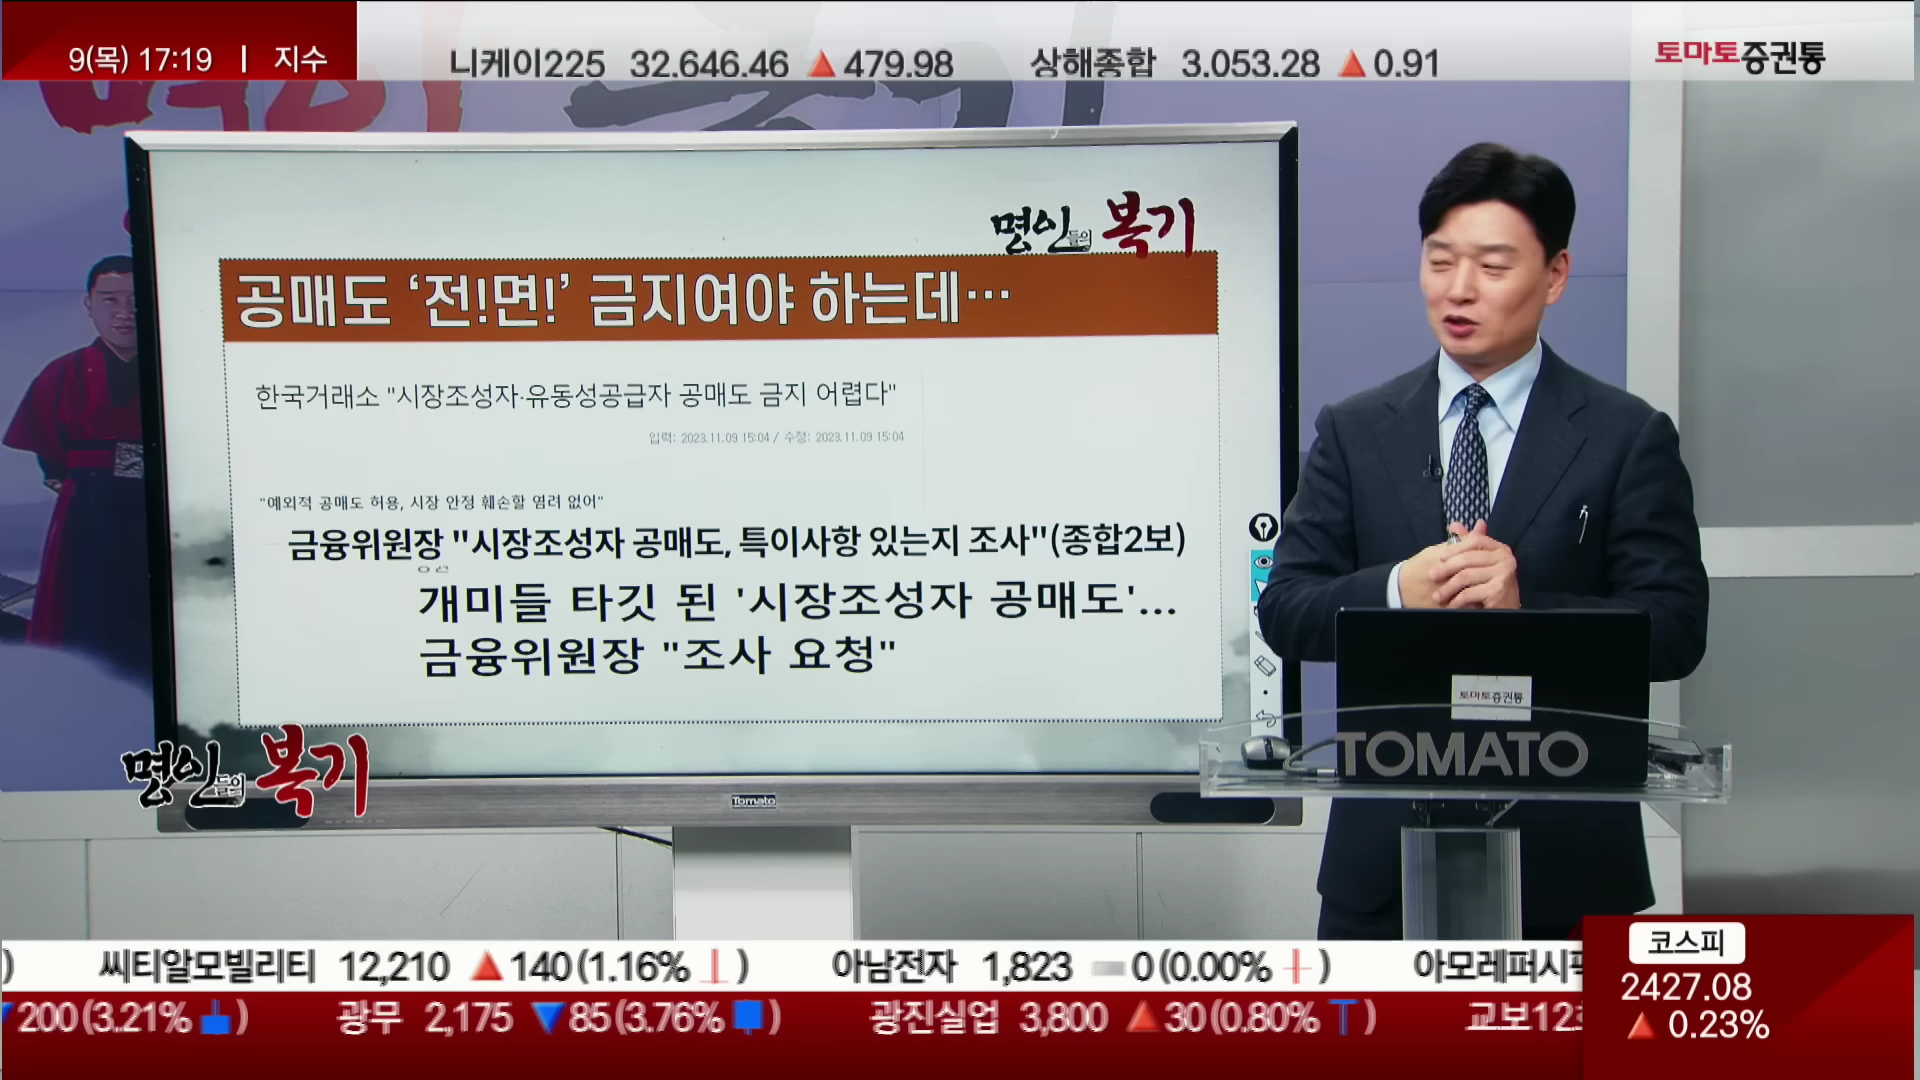 9(목) 17:19 | 지수
니케이225 32,646.46 ▲479.98 상해종합 3,053.28 ▲0.91
토마토증권통
명인들의 복기
공매도 ‘전!면!’ 금지여야 하는데…
한국거래소 "시장조성자·유동성공급자 공매도 금지 어렵다"
입력: 2023.11.09 15:04 / 수정: 2023.11.09 15:04
"예외적 공매도 허용, 시장 안정 훼손할 염려 없어"
금융위원장 "시장조성자 공매도, 특이사항 있는지 조사"(종합2보)
개미들 타깃 된 '시장조성자 공매도'...
금융위원장 "조사 요청"
토마토증권통
TOMATO
명인들의 복기
Tomato
) 씨티알모빌리티 12,210 ▲140(1.16% ) 아남전자 1,823 0(0.00% ) 아모레퍼시픽
▼200(3.21% ) 광무 2,175 ▼85(3.76% ) 광진실업 3,800 ▲30(0.80% ) 교보12호
코스피
2427.08
▲ 0.23%